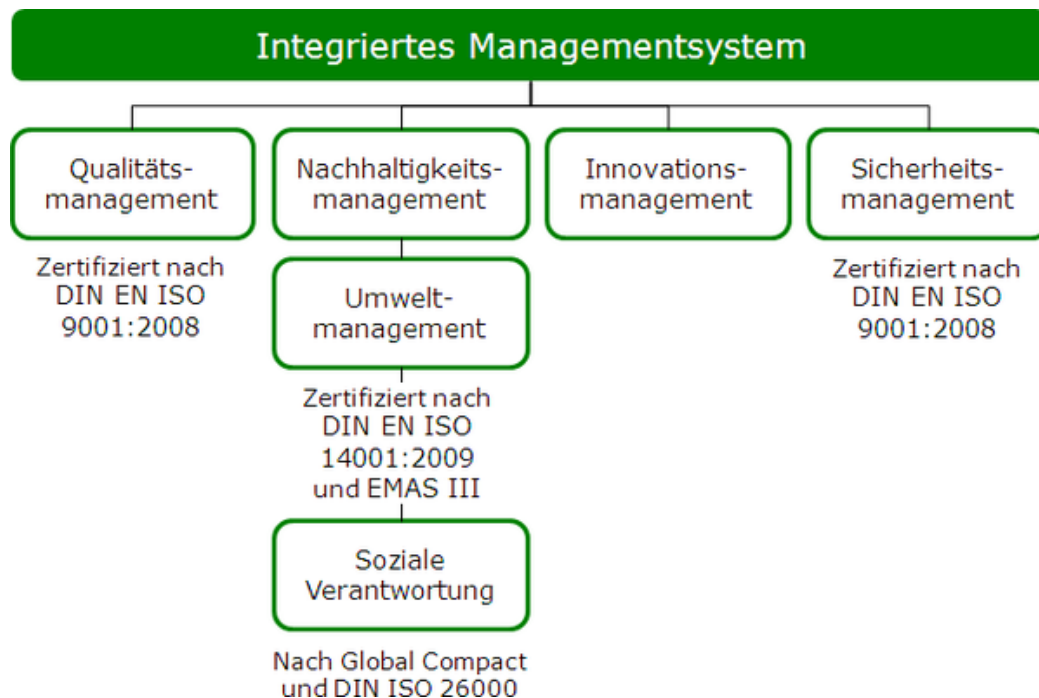 Integriertes Managementsystem
Qualitäts-
management
Zertifiziert nach
DIN EN ISO
9001:2008
Nachhaltigkeits-
management
Umwelt-
management
Zertifiziert nach
DIN EN ISO
14001:2009
und EMAS III
Soziale
Verantwortung
Nach Global Compact
und DIN ISO 26000
Innovations-
management
Sicherheits-
management
Zertifiziert nach
DIN EN ISO
9001:2008